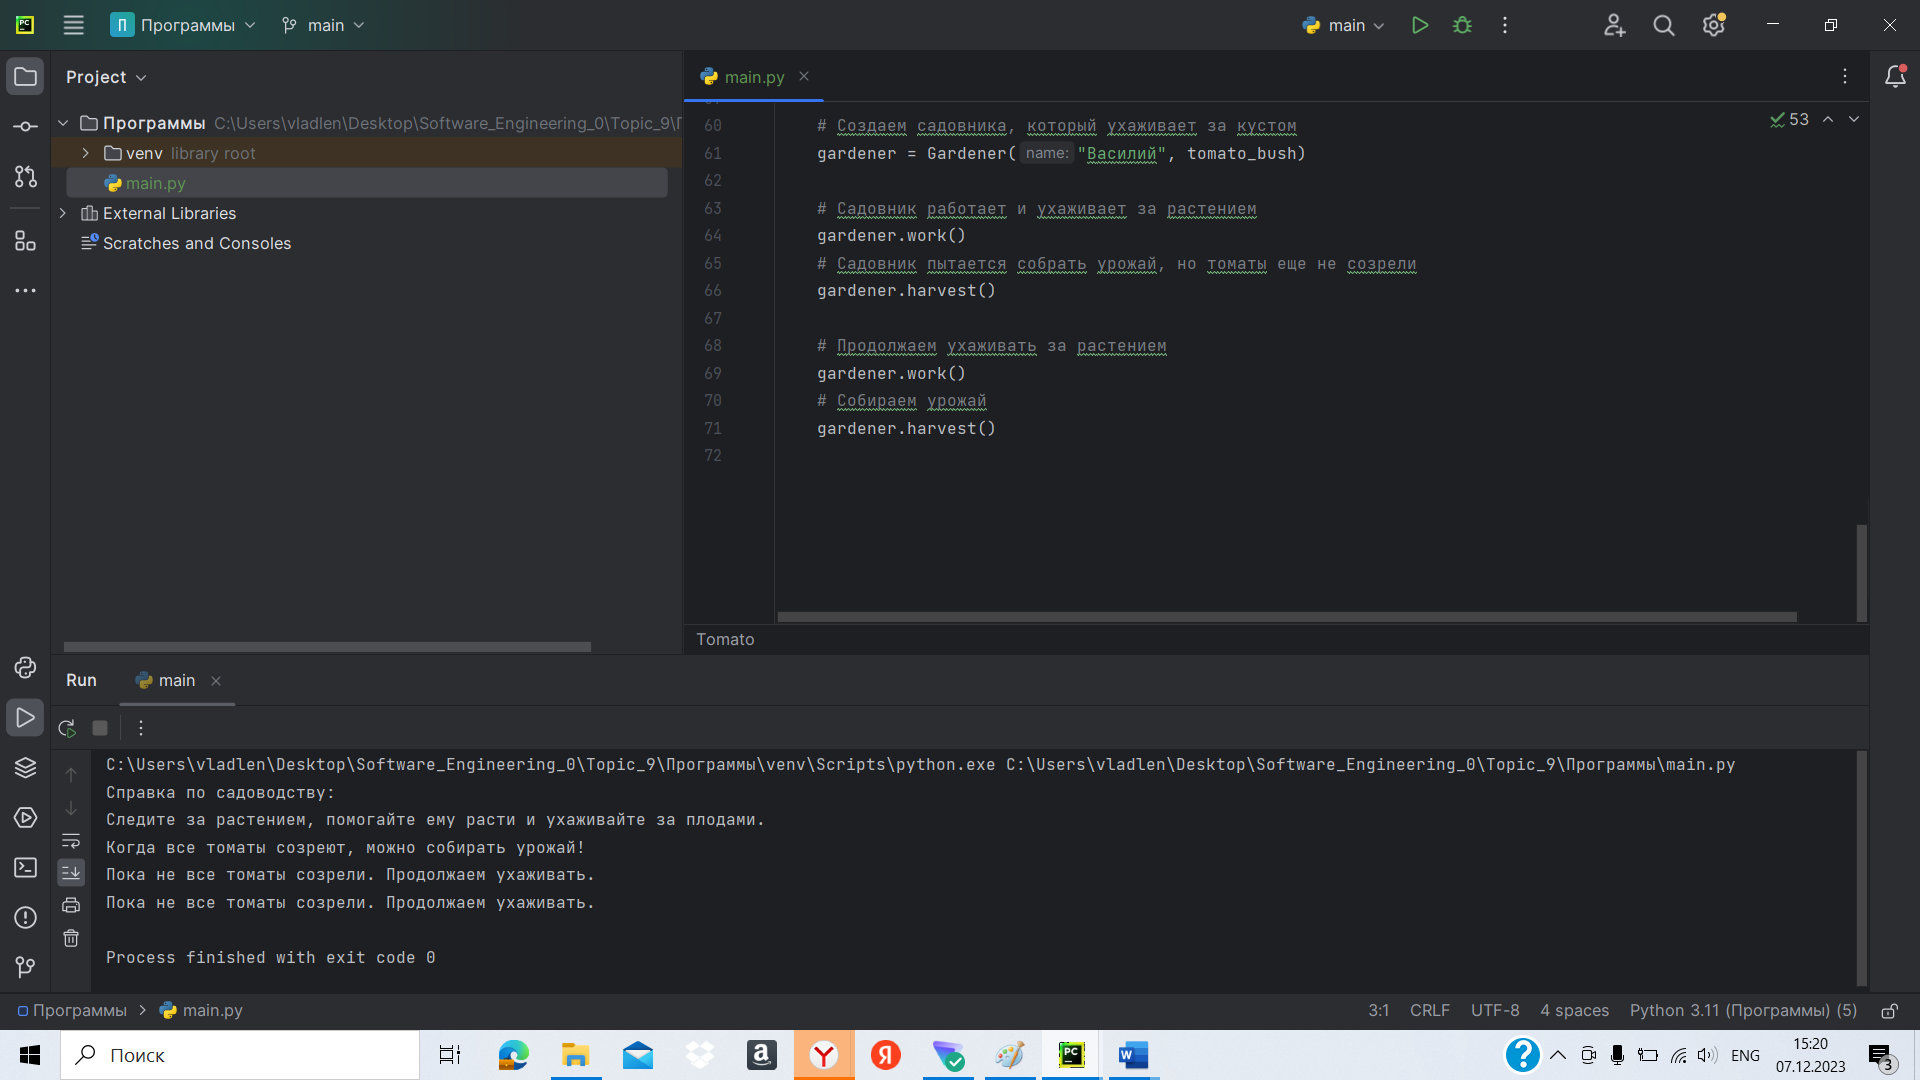 П Программы main
main
Project
Программы C:\Users\vladlen\Desktop\Software_Engineering_0\Topic_9\
venv library root
main.py
External Libraries
Scratches and Consoles
main.py
53
60 # Создаем садовника, который ухаживает за кустом
61 gardener = Gardener( name: "Василий", tomato_bush)
62
63 # Садовник работает и ухаживает за растением
64 gardener.work()
65 # Садовник пытается собрать урожай, но томаты еще не созрели
66 gardener.harvest()
67
68 # Продолжаем ухаживать за растением
69 gardener.work()
70 # Собираем урожай
71 gardener.harvest()
72
Tomato
Run main
C:\Users\vladlen\Desktop\Software_Engineering_0\Topic_9\Программы\venv\Scripts\python.exe C:\Users\vladlen\Desktop\Software_Engineering_0\Topic_9\Программы\main.py
Справка по садоводству:
Следите за растением, помогайте ему расти и ухаживайте за плодами.
Когда все томаты созреют, можно собирать урожай!
Пока не все томаты созрели. Продолжаем ухаживать.
Пока не все томаты созрели. Продолжаем ухаживать.
Process finished with exit code 0
Программы > main.py
3:1 CRLF UTF-8 4 spaces Python 3.11 (Программы) (5)
Поиск
ENG
15:20
07.12.2023
3